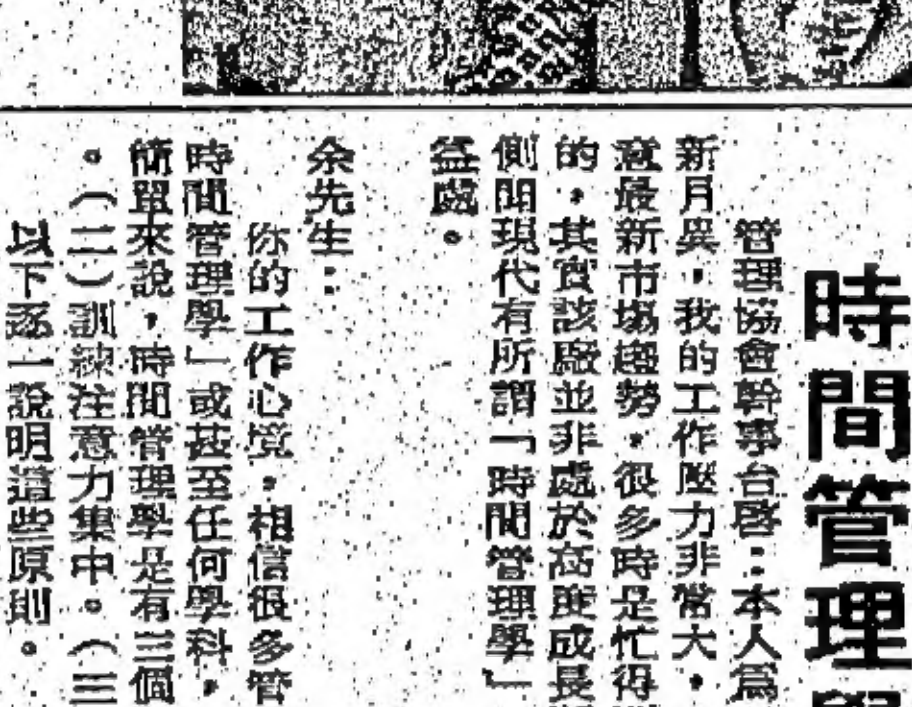 時間管理學
管理協會幹事台啓：本人爲
新月異，我的工作壓力非常大，
意最新市場趨勢，很多時是忙得
的，其實該廠並非處於高速成長
側聞現代有所謂「時間管理學」
益處。
余先生：
你的工作心境，相信很多管
時間管理學」或甚至任何學科，
簡單來說，時間管理學是有三個
。（二）訓練注意力集中。（三
以下逐一說明這些原則。